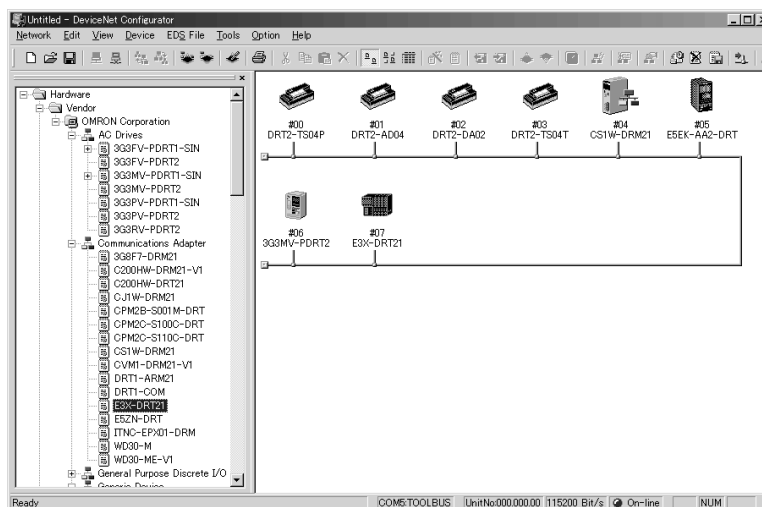 Untitled - DeviceNet Configurator
Network Edit View Device EDS File Tools Option Help
Hardware
Vendor
OMRON Corporation
AC Drives
3G3FV-PDRT1-SIN
3G3FV-PDRT2
3G3MV-PDRT1-SIN
3G3MV-PDRT2
3G3PV-PDRT1-SIN
3G3PV-PDRT2
3G3RV-PDRT2
Communications Adapter
3G8F7-DRM21
C200HW-DRM21-V1
C200HW-DRT21
CJ1W-DRM21
CPM2B-S001M-DRT
CPM2C-S100C-DRT
CPM2C-S110C-DRT
CS1W-DRM21
CVM1-DRM21-V1
DRT1-ARM21
DRT1-COM
E3X-DRT21
E5ZN-DRT
ITNC-EPX01-DRM
WD30-M
WD30-ME-V1
General Purpose Discrete I/O
Generic Device
#00
DRT2-TS04P
#01
DRT2-AD04
#02
DRT2-DA02
#03
DRT2-TS04T
#04
CS1W-DRM21
#05
E5EK-AA2-DRT
#06
3G3MV-PDRT2
#07
E3X-DRT21
Ready
COM5:TOOLBUS UnitNo:000,000.00 115200 Bit/s On-line NUM